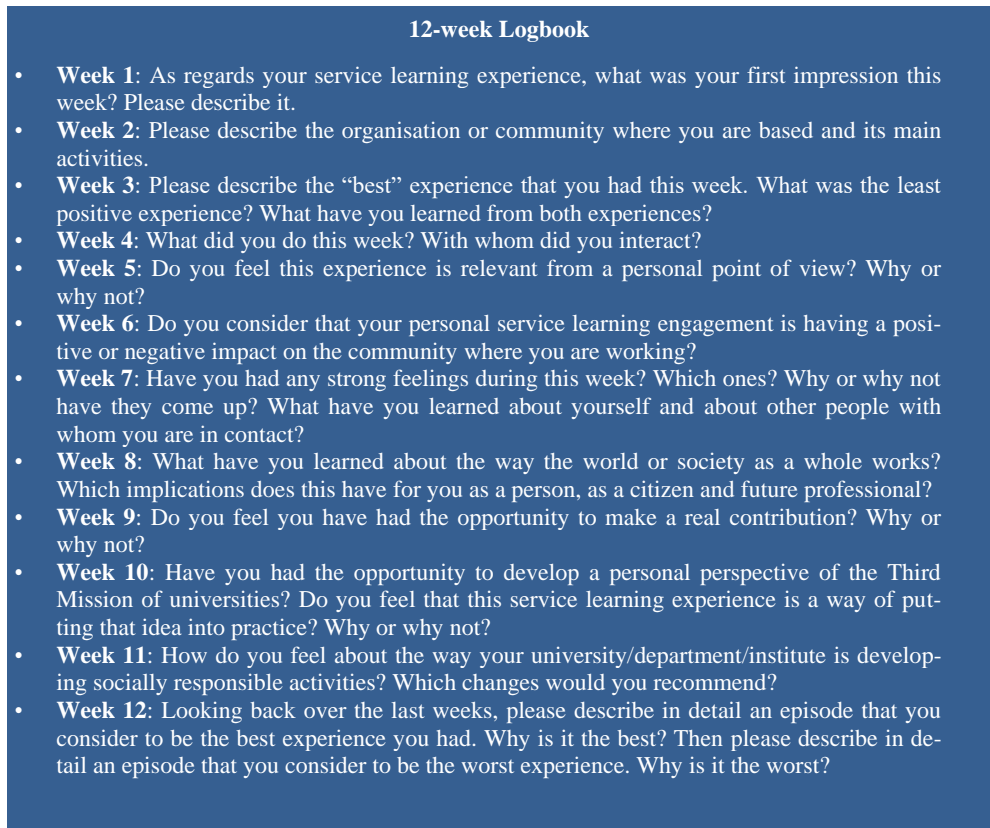 12-week Logbook
• Week 1: As regards your service learning experience, what was your first impression this
week? Please describe it.
• Week 2: Please describe the organisation or community where you are based and its main
activities.
• Week 3: Please describe the “best” experience that you had this week. What was the least
positive experience? What have you learned from both experiences?
• Week 4: What did you do this week? With whom did you interact?
• Week 5: Do you feel this experience is relevant from a personal point of view? Why or
why not?
• Week 6: Do you consider that your personal service learning engagement is having a posi-
tive or negative impact on the community where you are working?
• Week 7: Have you had any strong feelings during this week? Which ones? Why or why not
have they come up? What have you learned about yourself and about other people with
whom you are in contact?
• Week 8: What have you learned about the way the world or society as a whole works?
Which implications does this have for you as a person, as a citizen and future professional?
• Week 9: Do you feel you have had the opportunity to make a real contribution? Why or
why not?
• Week 10: Have you had the opportunity to develop a personal perspective of the Third
Mission of universities? Do you feel that this service learning experience is a way of put-
ting that idea into practice? Why or why not?
• Week 11: How do you feel about the way your university/department/institute is develop-
ing socially responsible activities? Which changes would you recommend?
• Week 12: Looking back over the last weeks, please describe in detail an episode that you
consider to be the best experience you had. Why is it the best? Then please describe in de-
tail an episode that you consider to be the worst experience. Why is it the worst?